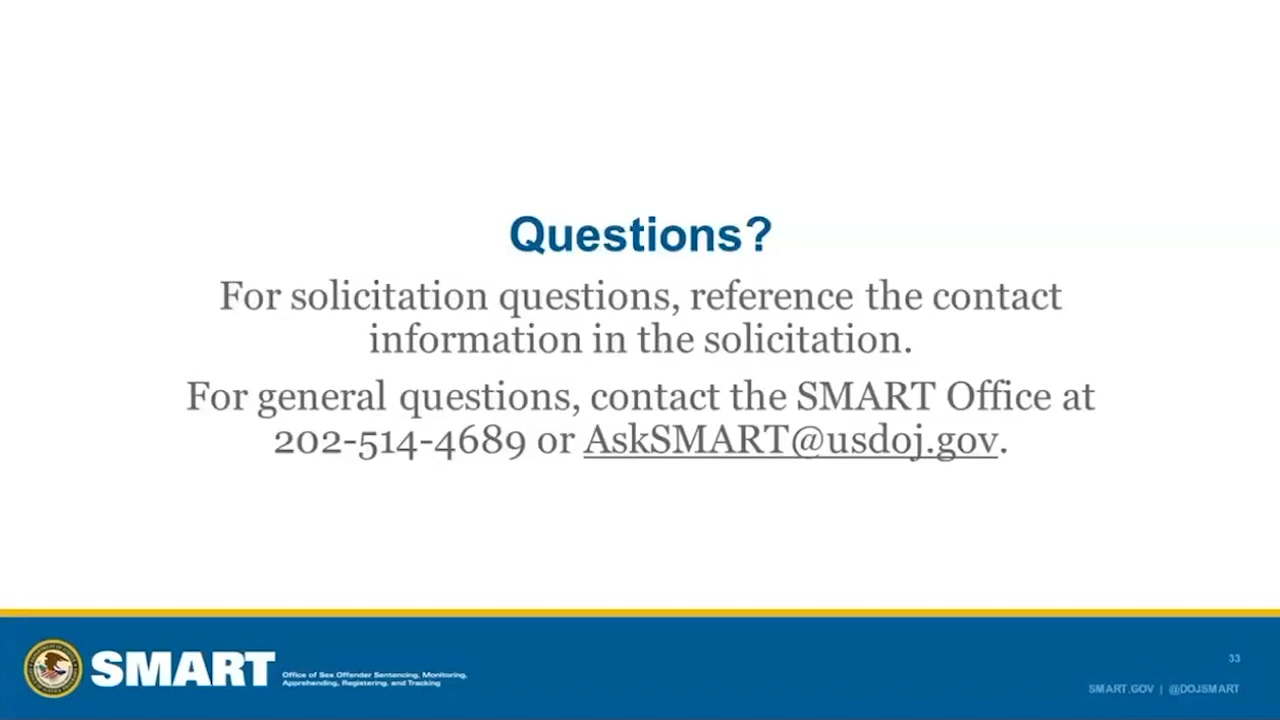 Questions?
For solicitation questions, reference the contact
information in the solicitation.
For general questions, contact the SMART Office at
202-514-4689 or AskSMART@usdoj.gov.
SMART
Office of Sex Offender Sentencing, Monitoring,
Apprehending, Registering, and Tracking
33
SMART.GOV | @DOJSMART